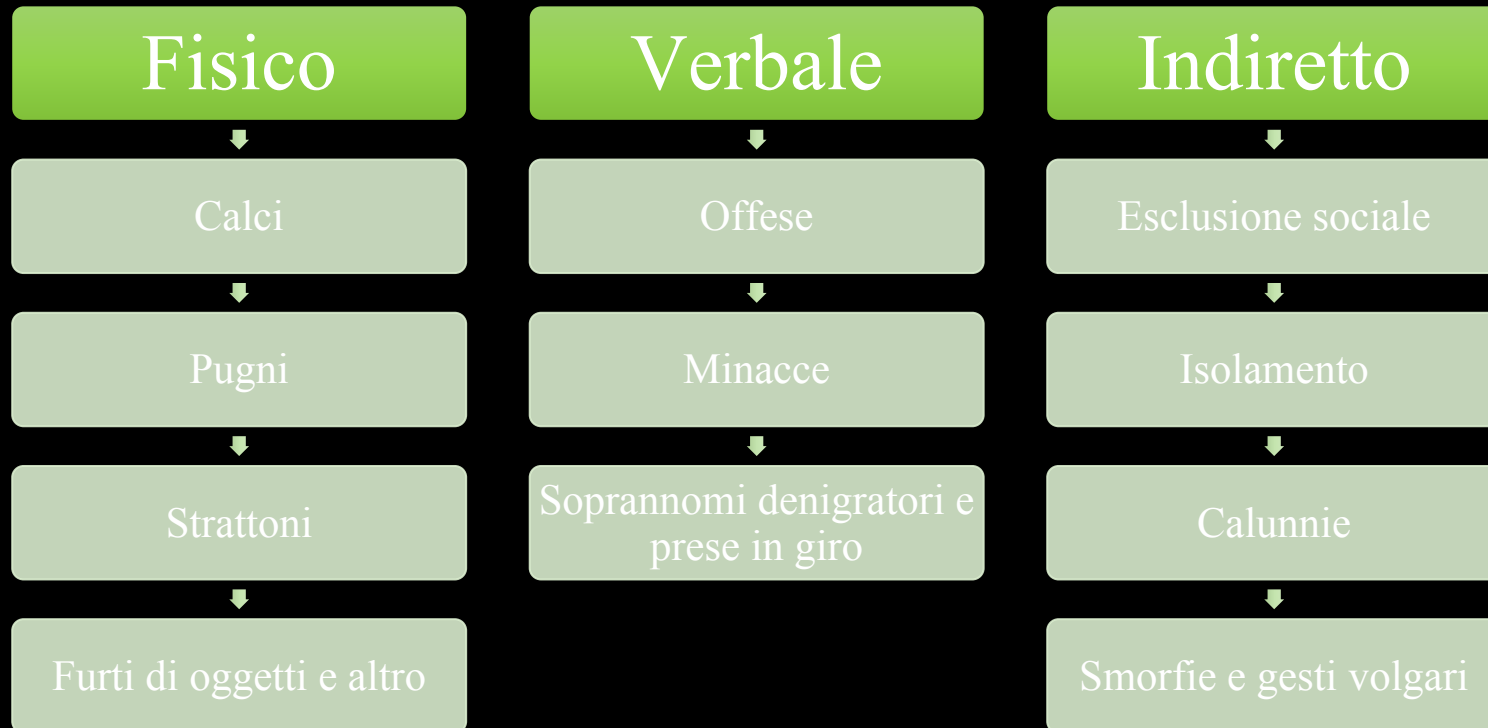 Fisico
Calci
Pugni
Strattoni
Furti di oggetti e altro
Verbale
Offese
Minacce
Soprannomi denigratori e
prese in giro
Indiretto
Esclusione sociale
Isolamento
Calunnie
Smorfie e gesti volgari